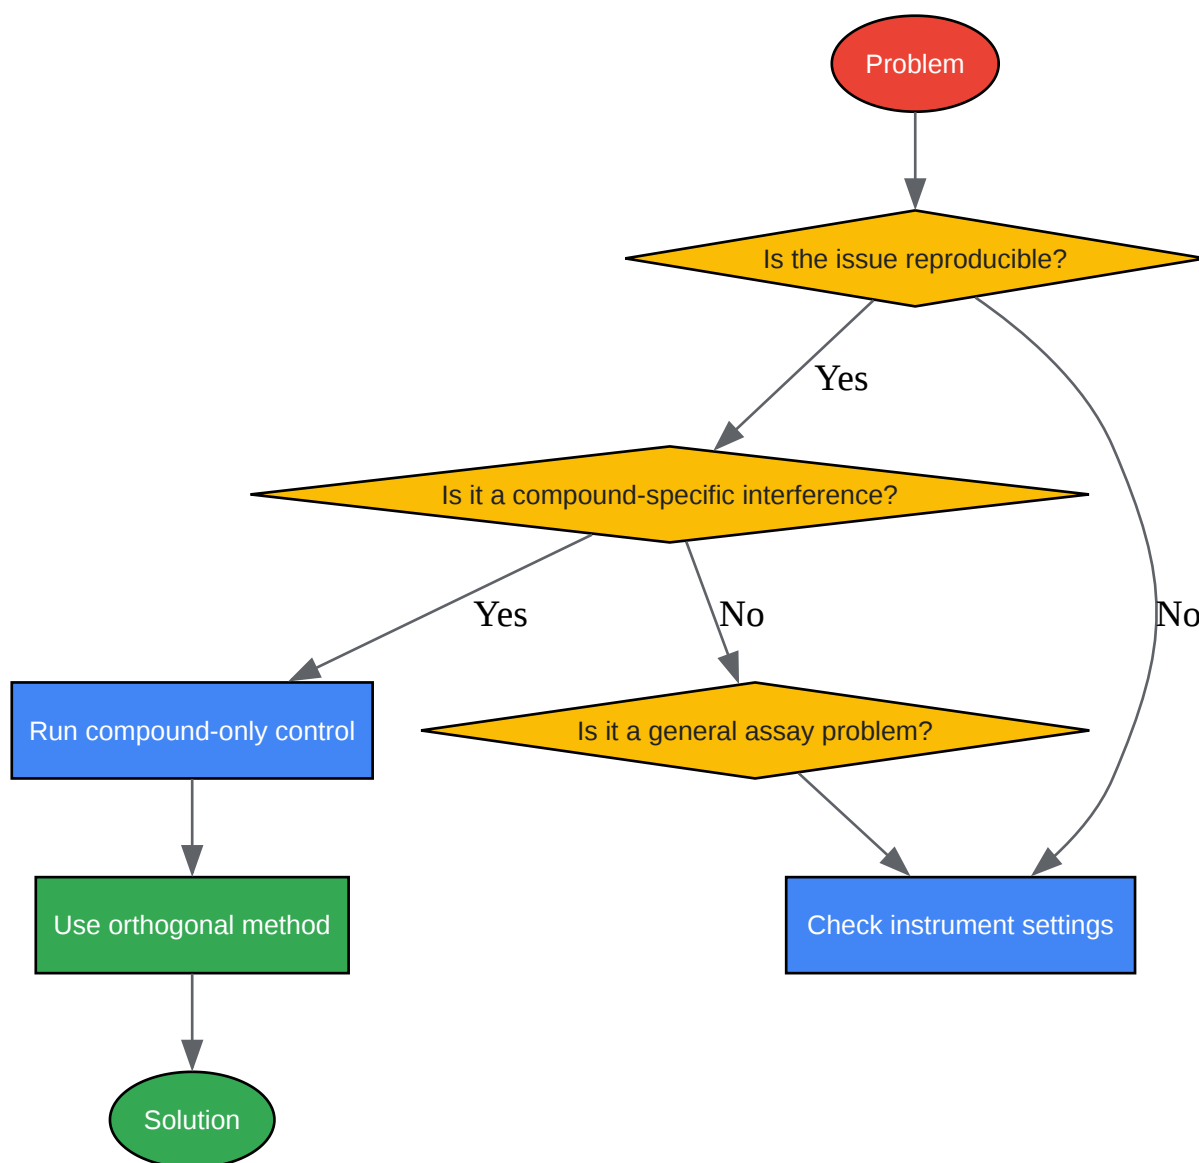 Problem
Is the issue reproducible?
Yes
Is it a compound-specific interference?
Yes
No
No
Run compound-only control
Is it a general assay problem?
Use orthogonal method
Check instrument settings
Solution